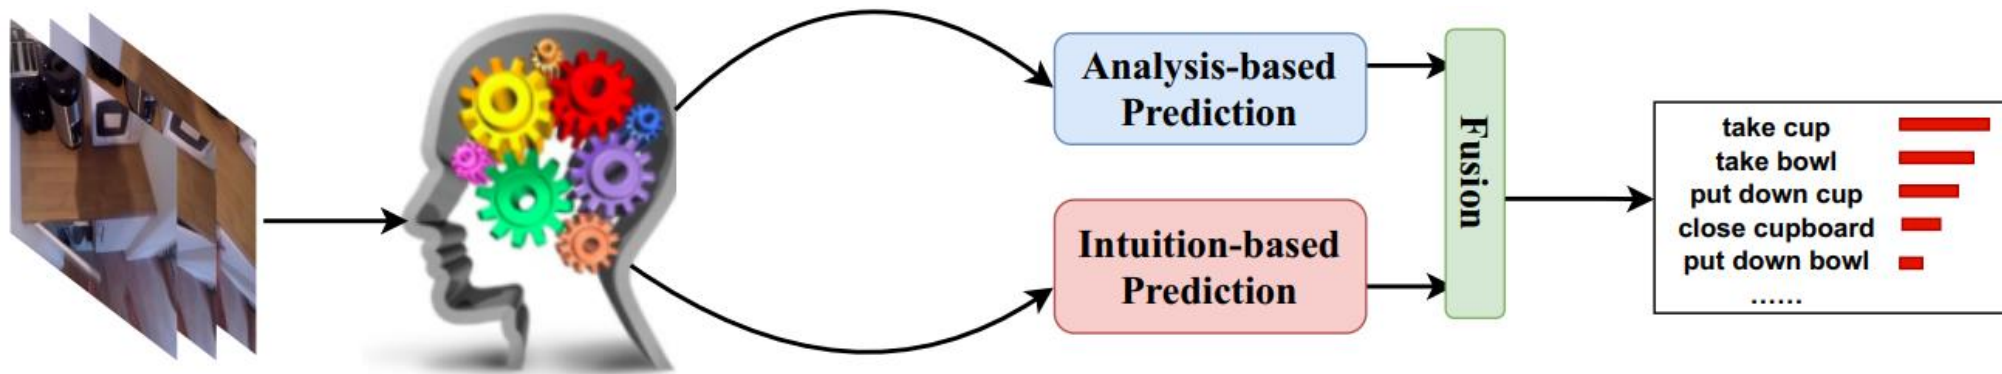 Analysis-based
Prediction
Intuition-based
Prediction
Fusion
take cup
take bowl
put down cup
close cupboard
put down bowl
......